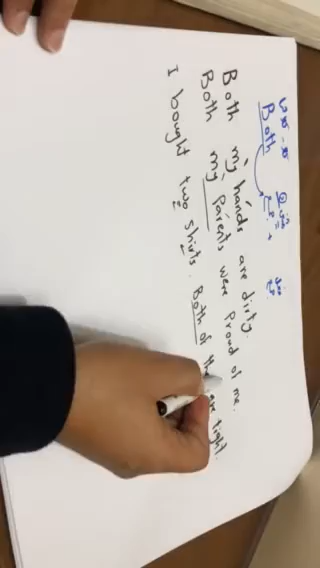 Both
Both my hands are dirty.
Both my parents were proud of me.
I bought two shirts. Both of are tight.